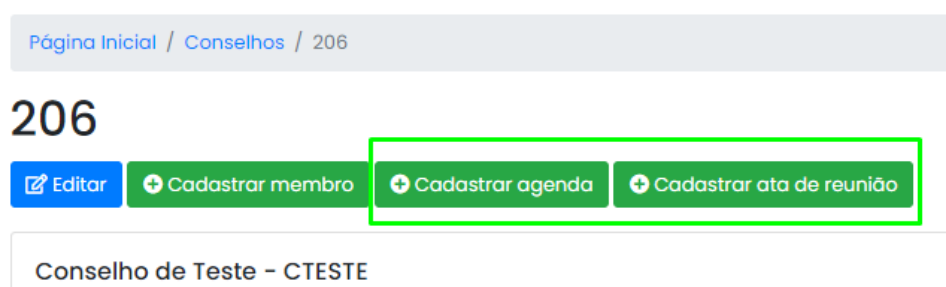 Página Inicial / Conselhos / 206
206
Editar Cadastrar membro Cadastrar agenda Cadastrar ata de reunião
Conselho de Teste - CTESTE